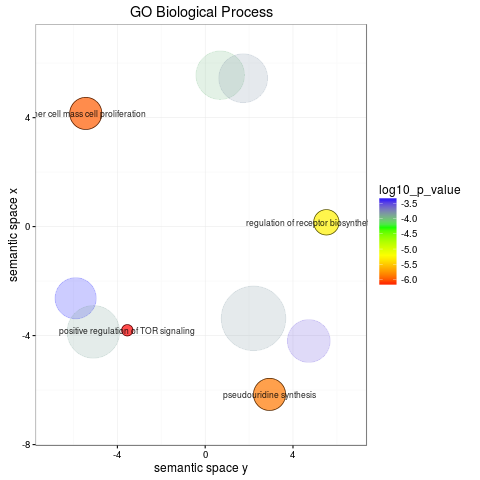 GO Biological Process
semantic space x
4
0
-4
-8
ner cell mass cell proliferation
regulation of receptor biosynthet
positive regulation of TOR signaling
pseudouridine synthesis
-4
0
4
semantic space y
log10_p_value
-3.5
-4.0
-4.5
-5.0
-5.5
-6.0